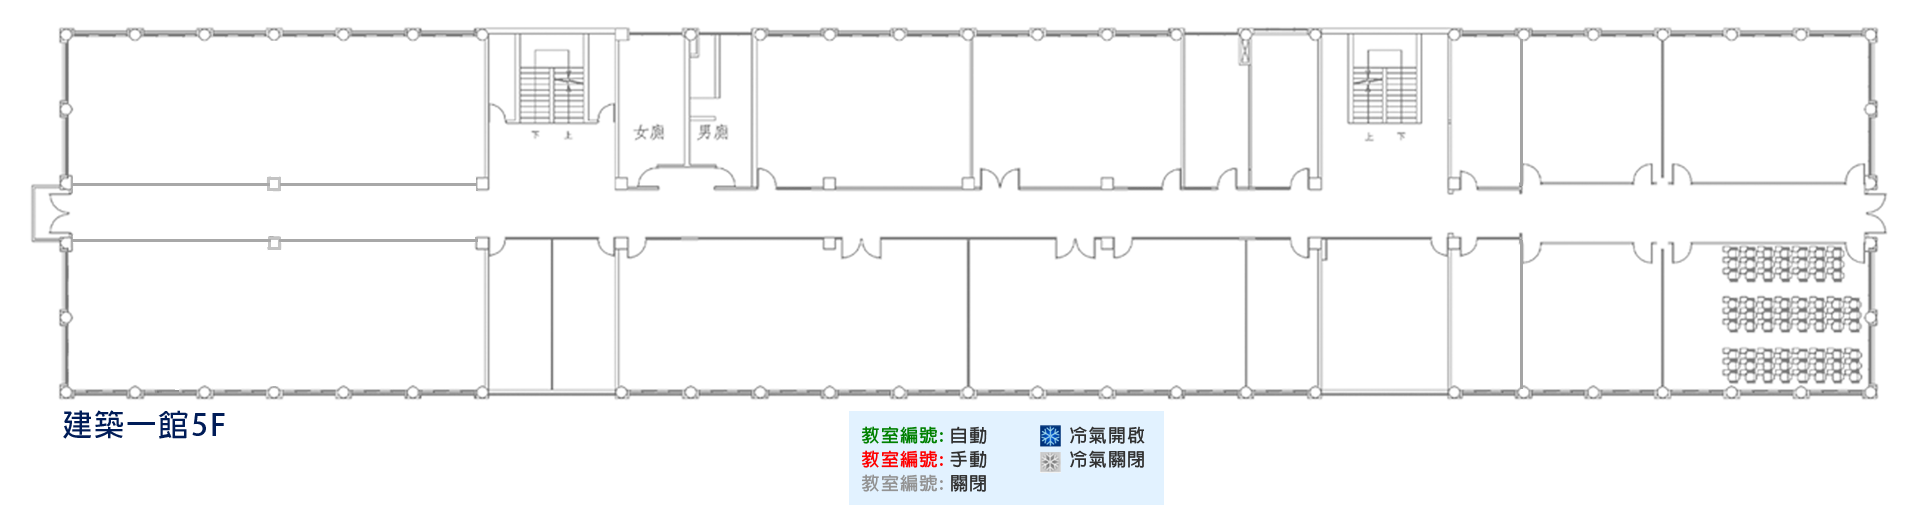 下 上
女廁 男廁
上 下
建築一館5F
教室編號: 自動
教室編號: 手動
教室編號: 關閉
冷氣開啟
冷氣關閉